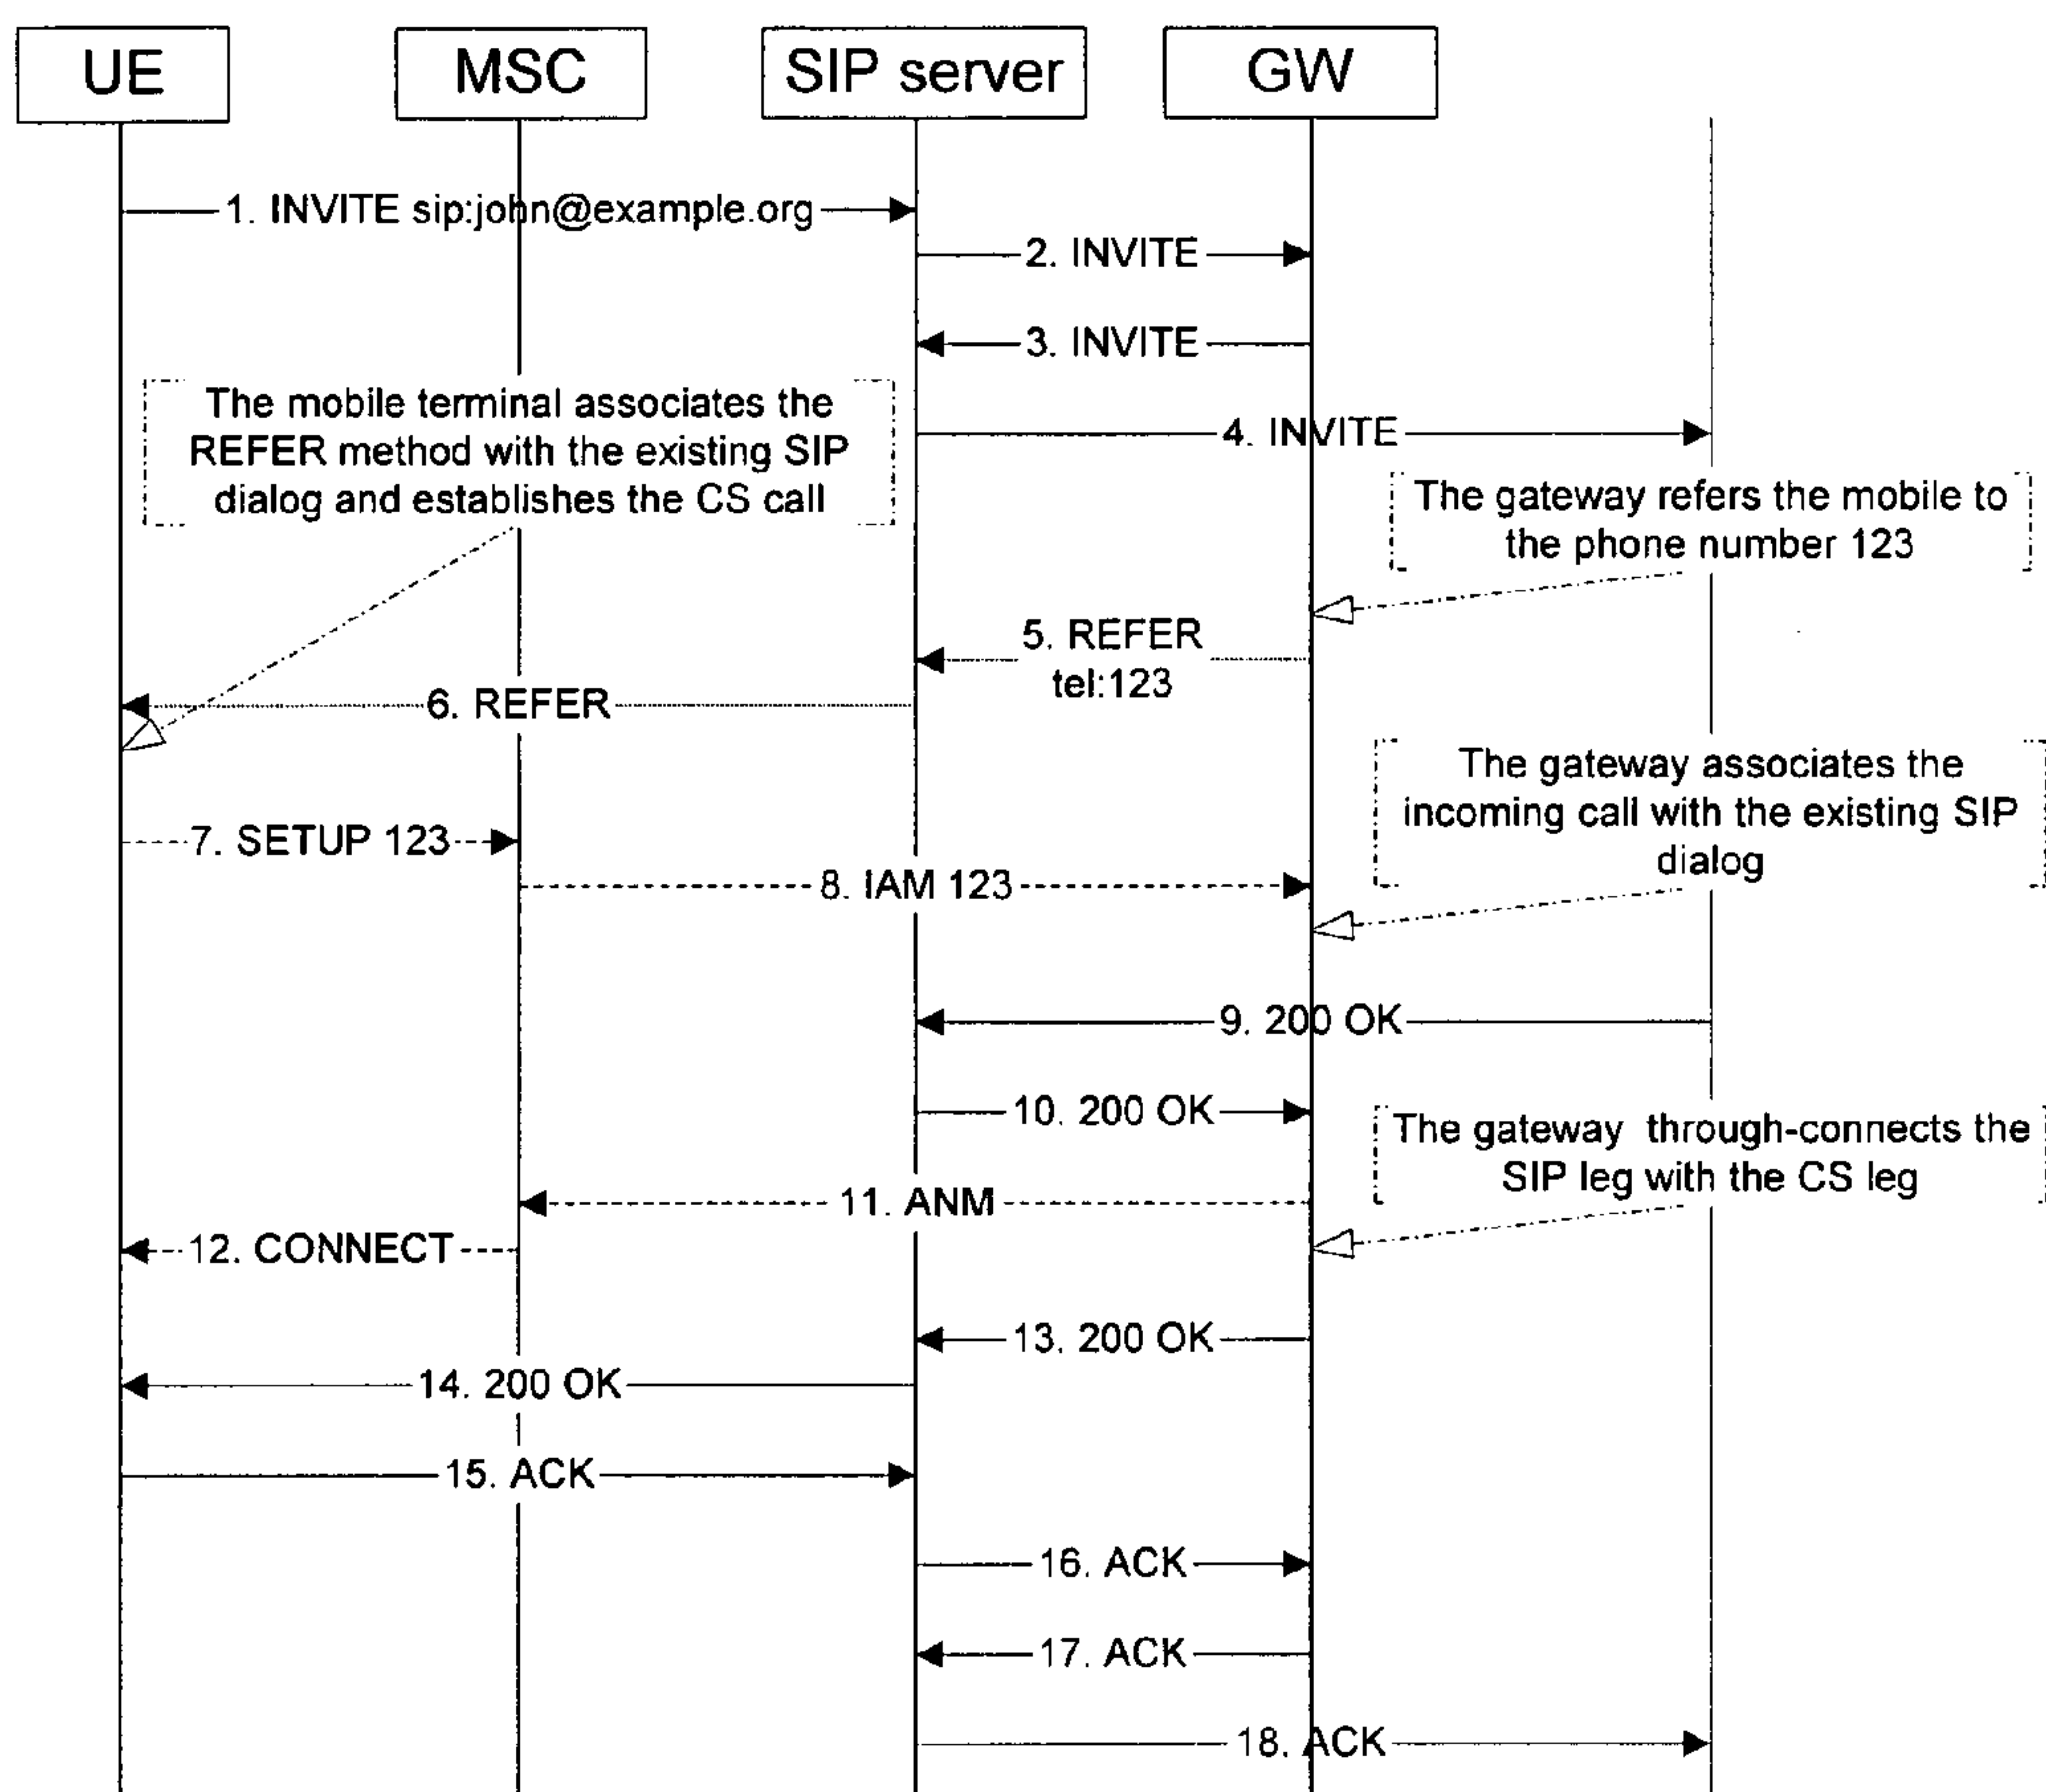 UE
MSC
SIP server
GW
1. INVITE sip:john@example.org
2. INVITE
3. INVITE
The mobile terminal associates the
REFER method with the existing SIP
dialog and establishes the CS call
4. INVITE
The gateway refers the mobile to
the phone number 123
5. REFER
tel:123
6. REFER
The gateway associates the
incoming call with the existing SIP
dialog
7. SETUP 123
8. IAM 123
9. 200 OK
10. 200 OK
The gateway through-connects the
SIP leg with the CS leg
11. ANM
12. CONNECT
13. 200 OK
14. 200 OK
15. ACK
16. ACK
17. ACK
18. ACK